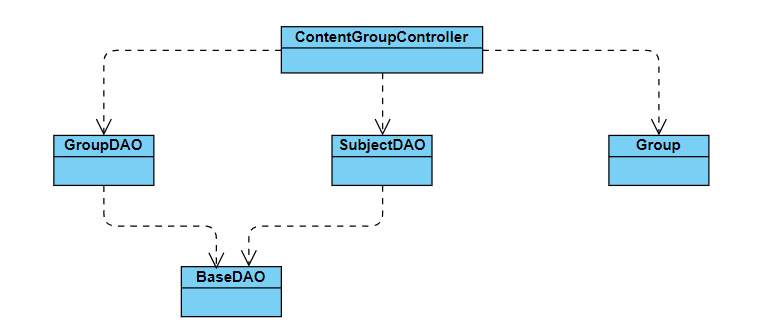 ContentGroupController
GroupDAO
SubjectDAO
Group
BaseDAO